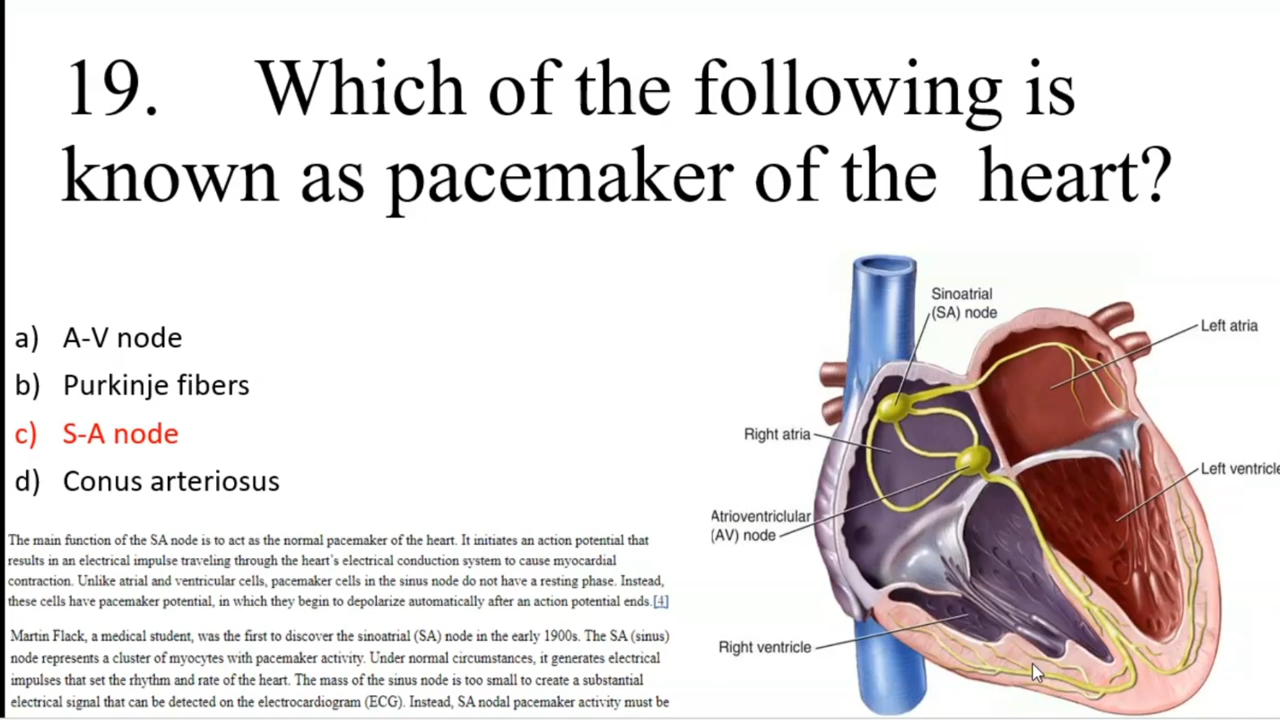 19. Which of the following is
known as pacemaker of the heart?
a) A-V node
b) Purkinje fibers
c) S-A node
d) Conus arteriosus
The main function of the SA node is to act as the normal pacemaker of the heart. It initiates an action potential that
results in an electrical impulse traveling through the heart's electrical conduction system to cause myocardial
contraction. Unlike atrial and ventricular cells, pacemaker cells in the sinus node do not have a resting phase. Instead,
these cells have pacemaker potential, in which they begin to depolarize automatically after an action potential ends.[4]
Martin Flack, a medical student, was the first to discover the sinoatrial (SA) node in the early 1900s. The SA (sinus)
node represents a cluster of myocytes with pacemaker activity. Under normal circumstances, it generates electrical
impulses that set the rhythm and rate of the heart. The mass of the sinus node is too small to create a substantial
electrical signal that can be detected on the electrocardiogram (ECG). Instead, SA nodal pacemaker activity must be
Sinoatrial
(SA) node
Left atria
Right atria
Left ventricle
Atrioventriclular
(AV) node
Right ventricle